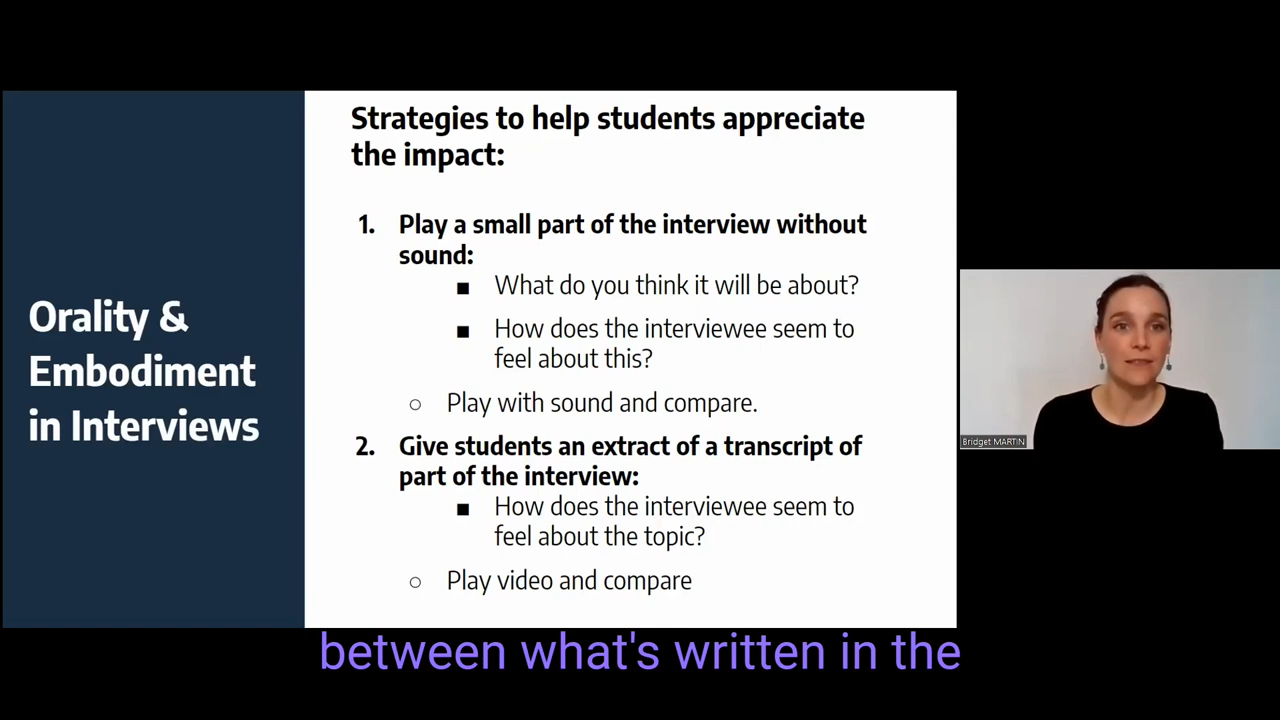 Orality &
Embodiment
in Interviews
Strategies to help students appreciate
the impact:
1. Play a small part of the interview without
sound:
■ What do you think it will be about?
■ How does the interviewee seem to
feel about this?
○ Play with sound and compare.
2. Give students an extract of a transcript of
part of the interview:
■ How does the interviewee seem to
feel about the topic?
○ Play video and compare
Bridget MARTIN
between what's written in the